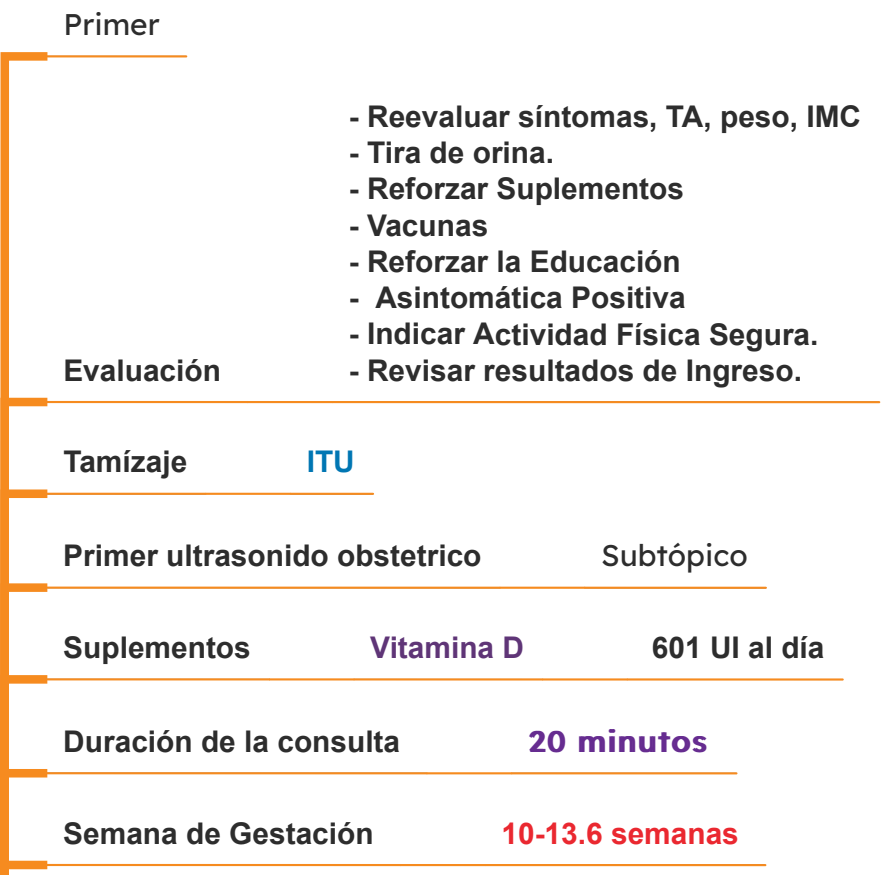 Primer
- Reevaluar síntomas, TA, peso, IMC
- Tira de orina.
- Reforzar Suplementos
- Vacunas
- Reforzar la Educación
- Asintomática Positiva
- Indicar Actividad Física Segura.
Evaluación - Revisar resultados de Ingreso.
Tamízaje ITU
Primer ultrasonido obstetrico Subtópico
Suplementos Vitamina D 601 UI al día
Duración de la consulta 20 minutos
Semana de Gestación 10-13.6 semanas